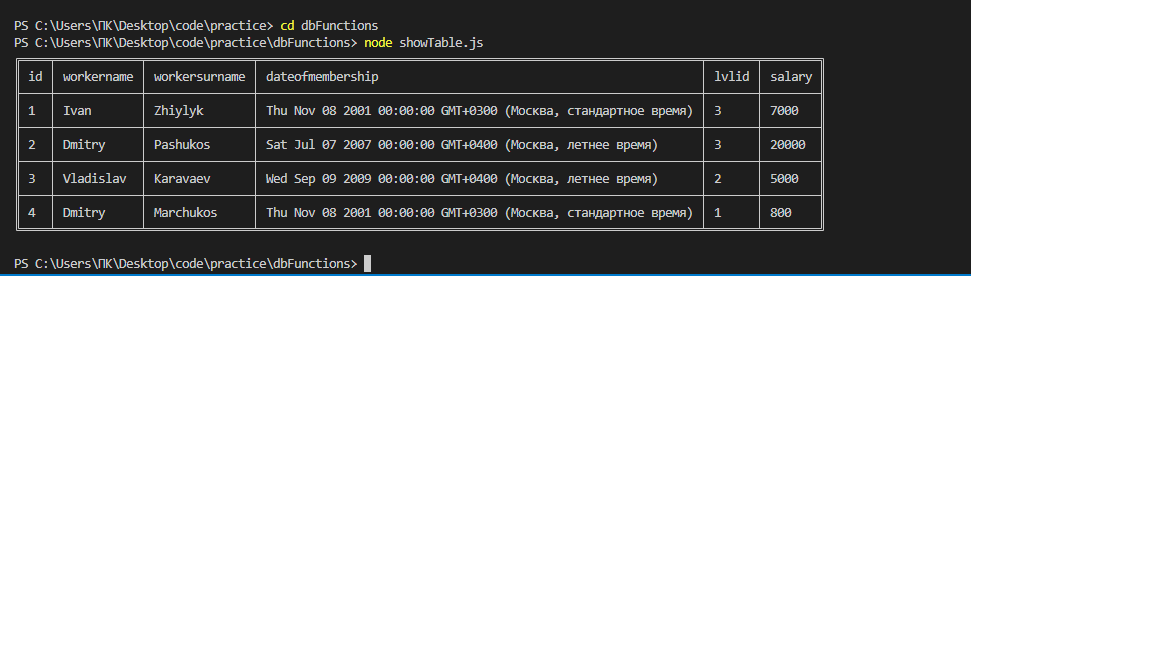 PS C:\Users\ПК\Desktop\code\practice> cd dbFunctions
PS C:\Users\ПК\Desktop\code\practice\dbFunctions> node showTable.js
id workername workersurname dateofmembership lvlid salary
1 Ivan Zhiylyk Thu Nov 08 2001 00:00:00 GMT+0300 (Москва, стандартное время) 3 7000
2 Dmitry Pashukos Sat Jul 07 2007 00:00:00 GMT+0400 (Москва, летнее время) 3 20000
3 Vladislav Karavaev Wed Sep 09 2009 00:00:00 GMT+0400 (Москва, летнее время) 2 5000
4 Dmitry Marchukos Thu Nov 08 2001 00:00:00 GMT+0300 (Москва, стандартное время) 1 800
PS C:\Users\ПК\Desktop\code\practice\dbFunctions>